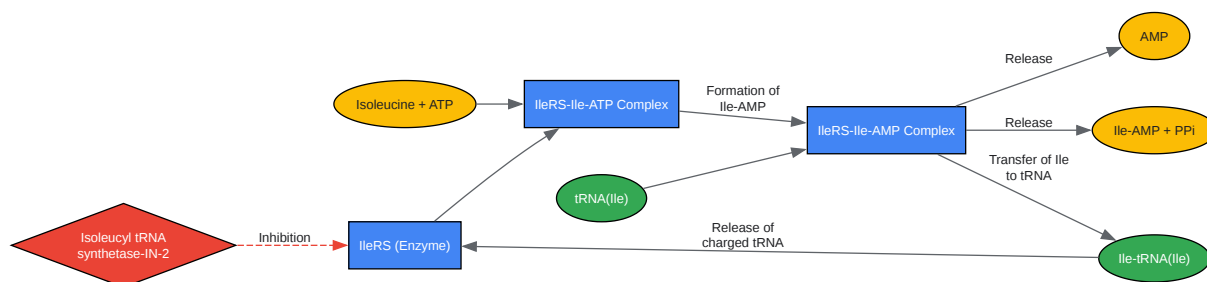 AMP
Release
Isoleucine + ATP
IleRS-Ile-ATP Complex
Formation of
Ile-AMP
IleRS-Ile-AMP Complex
Release
Ile-AMP + PPi
Transfer of Ile
to tRNA
tRNA(Ile)
Isoleucyl tRNA
synthetase-IN-2
Inhibition
IleRS (Enzyme)
Release of
charged tRNA
Ile-tRNA(Ile)